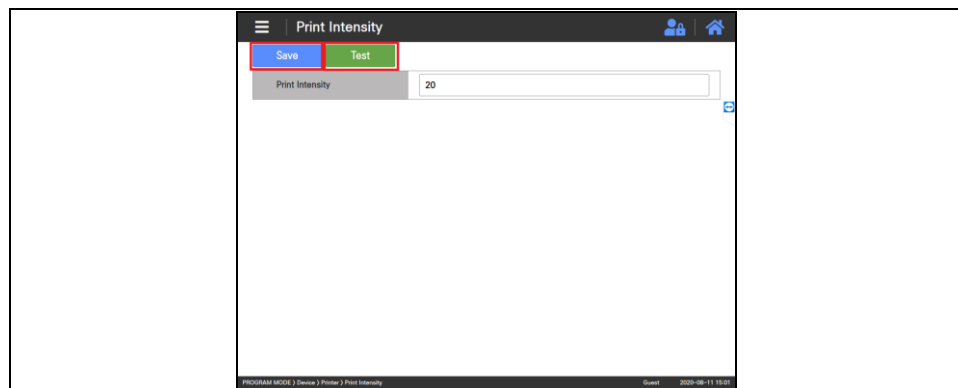 Print Intensity
Save Test
Print Intensity 20
PROGRAM MODE ⟩ Device ⟩ Printer ⟩ Print Intensity Guest 2020-08-11 15:01